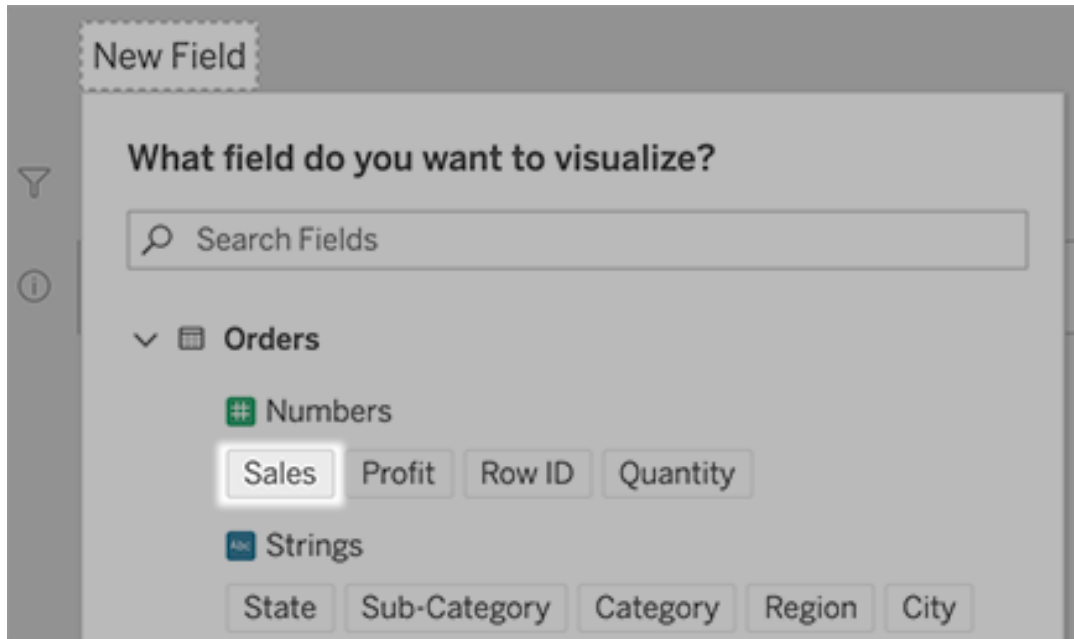 New Field
What field do you want to visualize?
Search Fields
Orders
# Numbers
Sales Profit Row ID Quantity
Abc Strings
State Sub-Category Category Region City